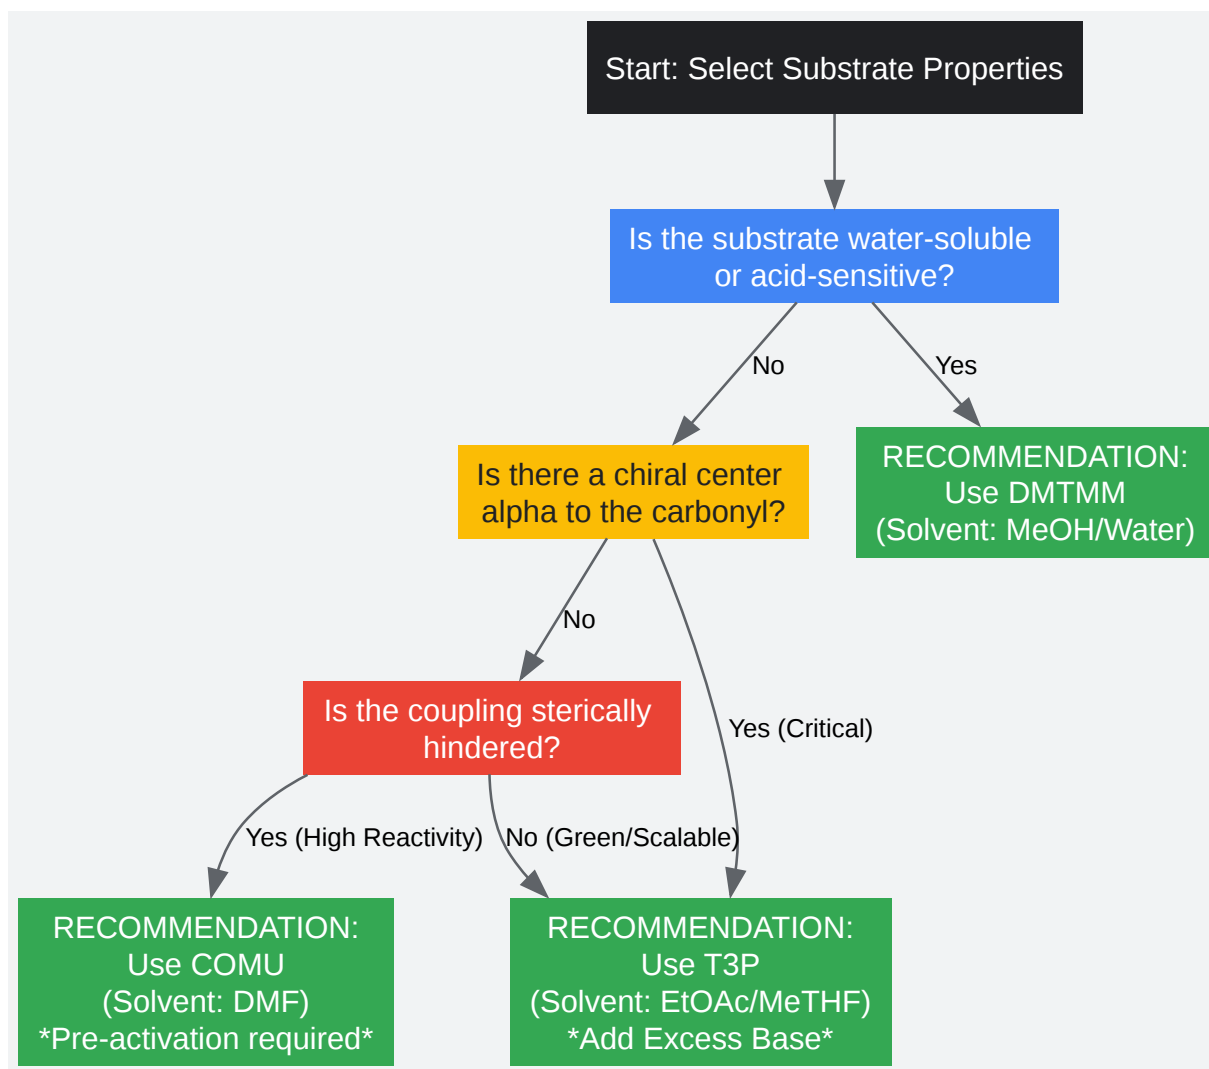 Start: Select Substrate Properties
Is the substrate water-soluble
or acid-sensitive?
No
Yes
Is there a chiral center
alpha to the carbonyl?
RECOMMENDATION:
Use DMTMM
(Solvent: MeOH/Water)
No
Is the coupling sterically
hindered?
Yes (Critical)
Yes (High Reactivity)
No (Green/Scalable)
RECOMMENDATION:
Use COMU
(Solvent: DMF)
*Pre-activation required*
RECOMMENDATION:
Use T3P
(Solvent: EtOAc/MeTHF)
*Add Excess Base*